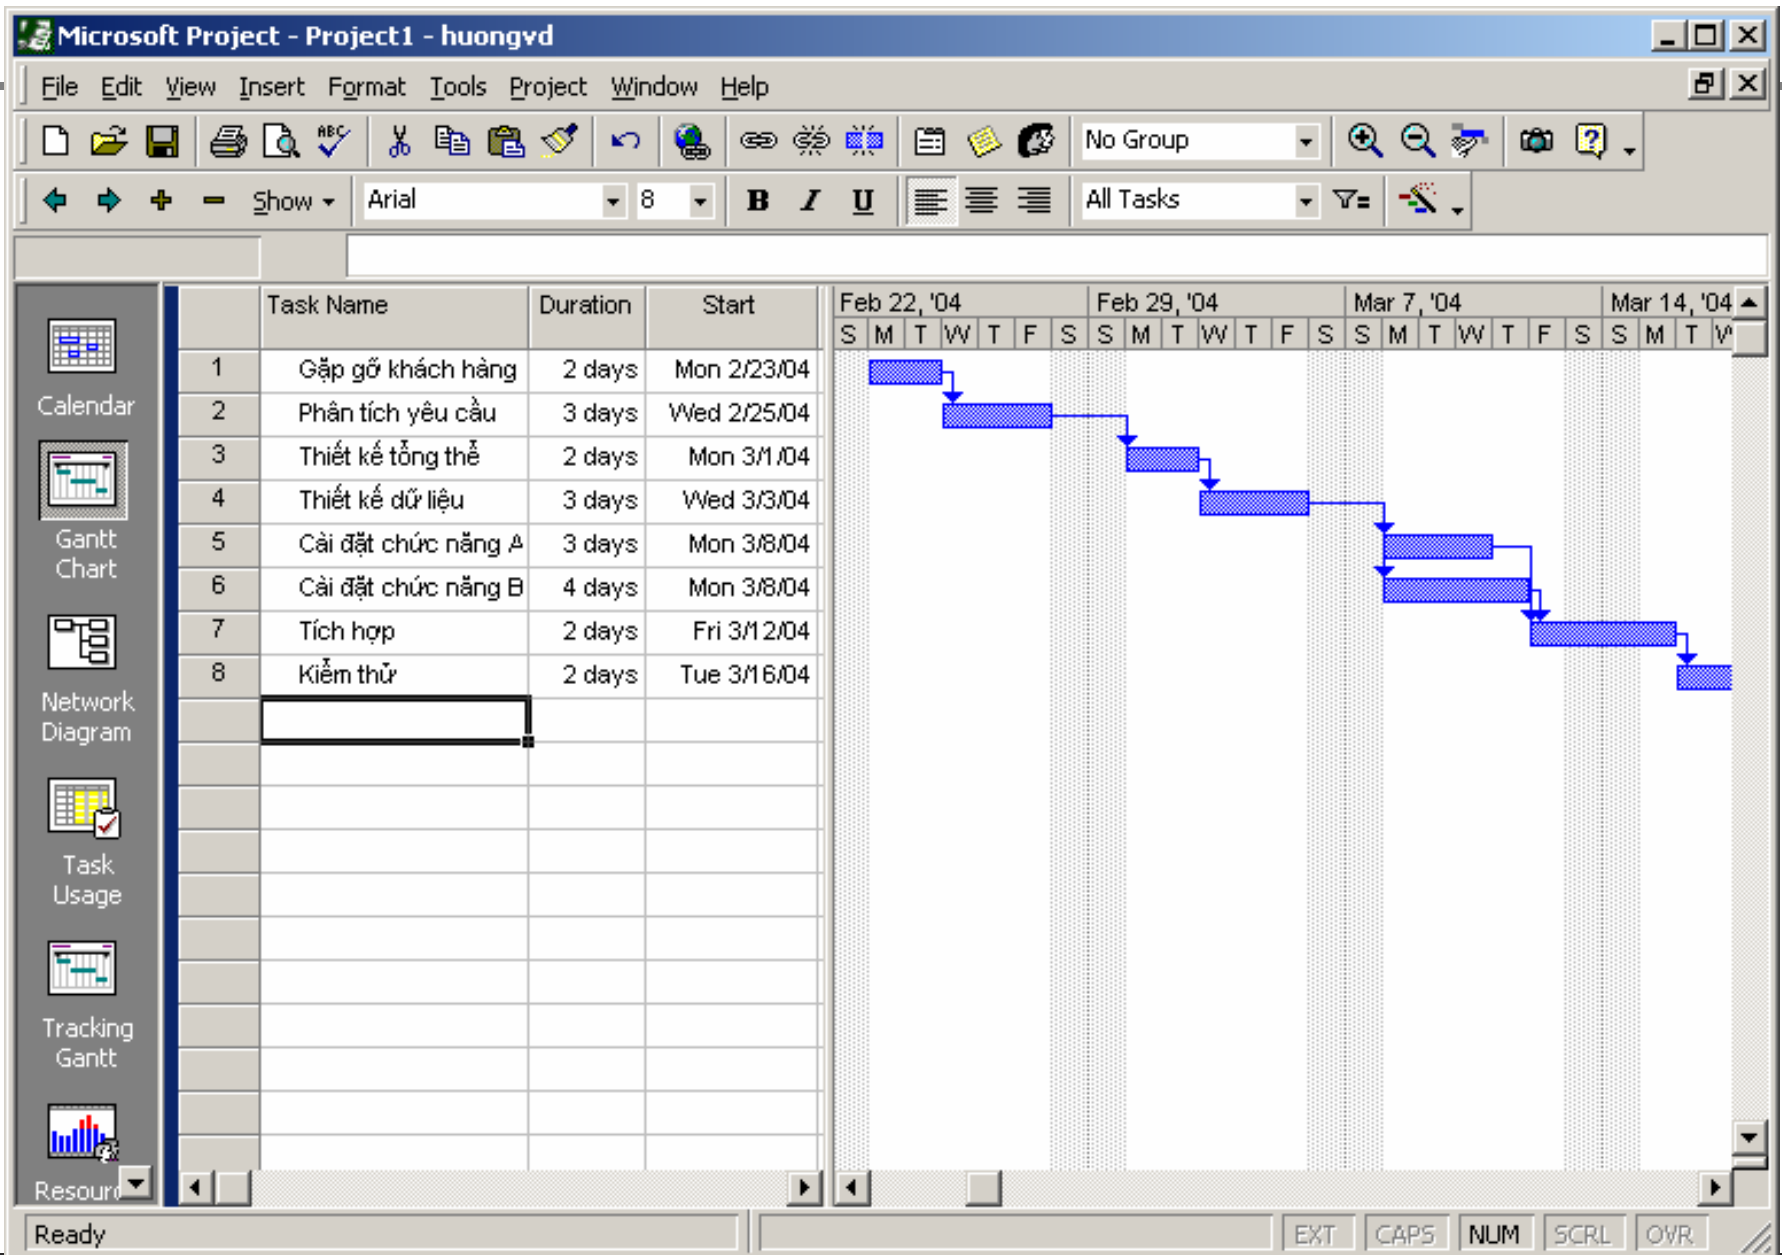 Microsoft Project - Project1 - huongvd
File Edit View Insert Format Tools Project Window Help
ABC No Group
Show Arial 8 B I U All Tasks
Task Name Duration Start Feb 22, '04 Feb 29, '04 Mar 7, '04 Mar 14, '04
S M T W T F S S M T W T F S S M T W T F S S M T W
1 Gặp gỡ khách hàng 2 days Mon 2/23/04
2 Phân tích yêu cầu 3 days Wed 2/25/04
3 Thiết kế tổng thể 2 days Mon 3/1/04
4 Thiết kế dữ liệu 3 days Wed 3/3/04
5 Cài đặt chức năng A 3 days Mon 3/8/04
6 Cài đặt chức năng B 4 days Mon 3/8/04
7 Tích hợp 2 days Fri 3/12/04
8 Kiểm thử 2 days Tue 3/16/04
Calendar
Gantt
Chart
Network
Diagram
Task
Usage
Tracking
Gantt
Resourc
Ready EXT CAPS NUM SCRL OVR